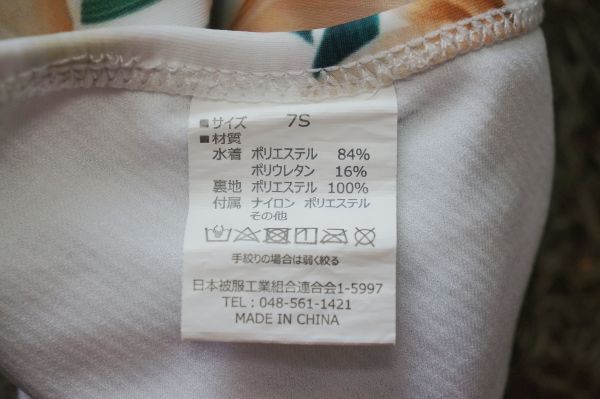 ■サイズ 7S
■材質
水着 ポリエステル 84%
ポリウレタン 16%
裏地 ポリエステル 100%
付属 ナイロン ポリエステル
その他
手絞りの場合は弱く絞る
日本被服工業組合連合会1-5997
TEL：048-561-1421
MADE IN CHINA